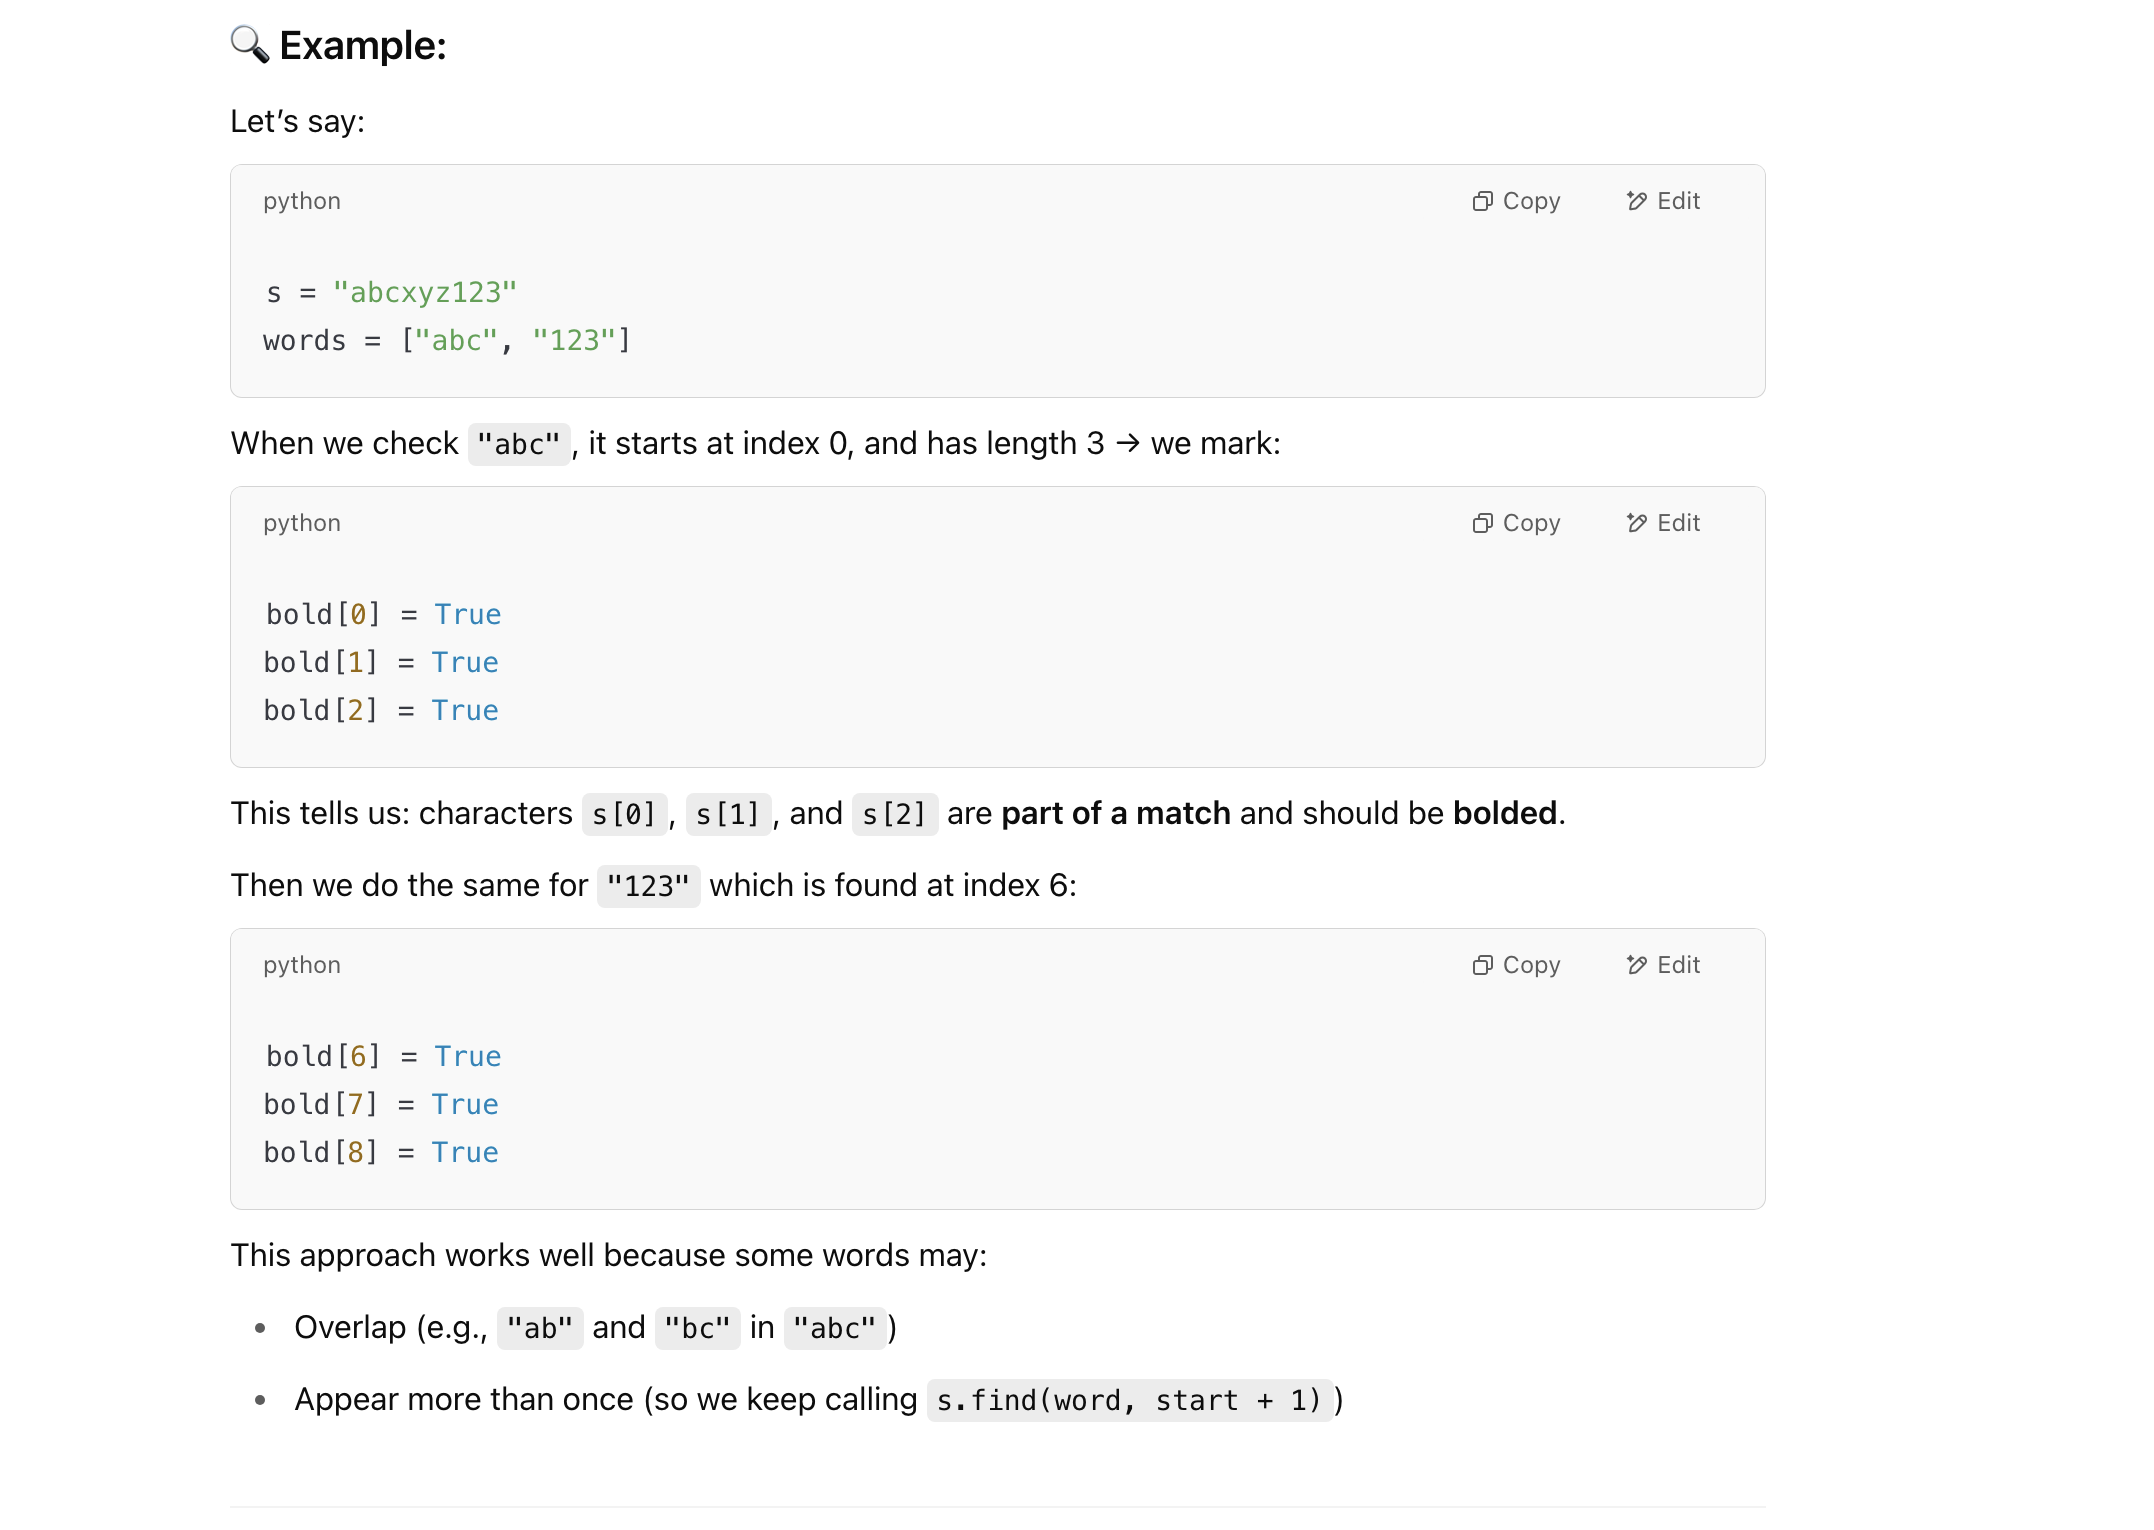 🔍 Example:
Let’s say:
python
Copy
Edit
s = "abcxyz123"
words = ["abc", "123"]
When we check "abc", it starts at index 0, and has length 3 → we mark:
python
Copy
Edit
bold[0] = True
bold[1] = True
bold[2] = True
This tells us: characters s[0], s[1], and s[2] are part of a match and should be bolded.
Then we do the same for "123" which is found at index 6:
python
Copy
Edit
bold[6] = True
bold[7] = True
bold[8] = True
This approach works well because some words may:
• Overlap (e.g., "ab" and "bc" in "abc")
• Appear more than once (so we keep calling s.find(word, start + 1))